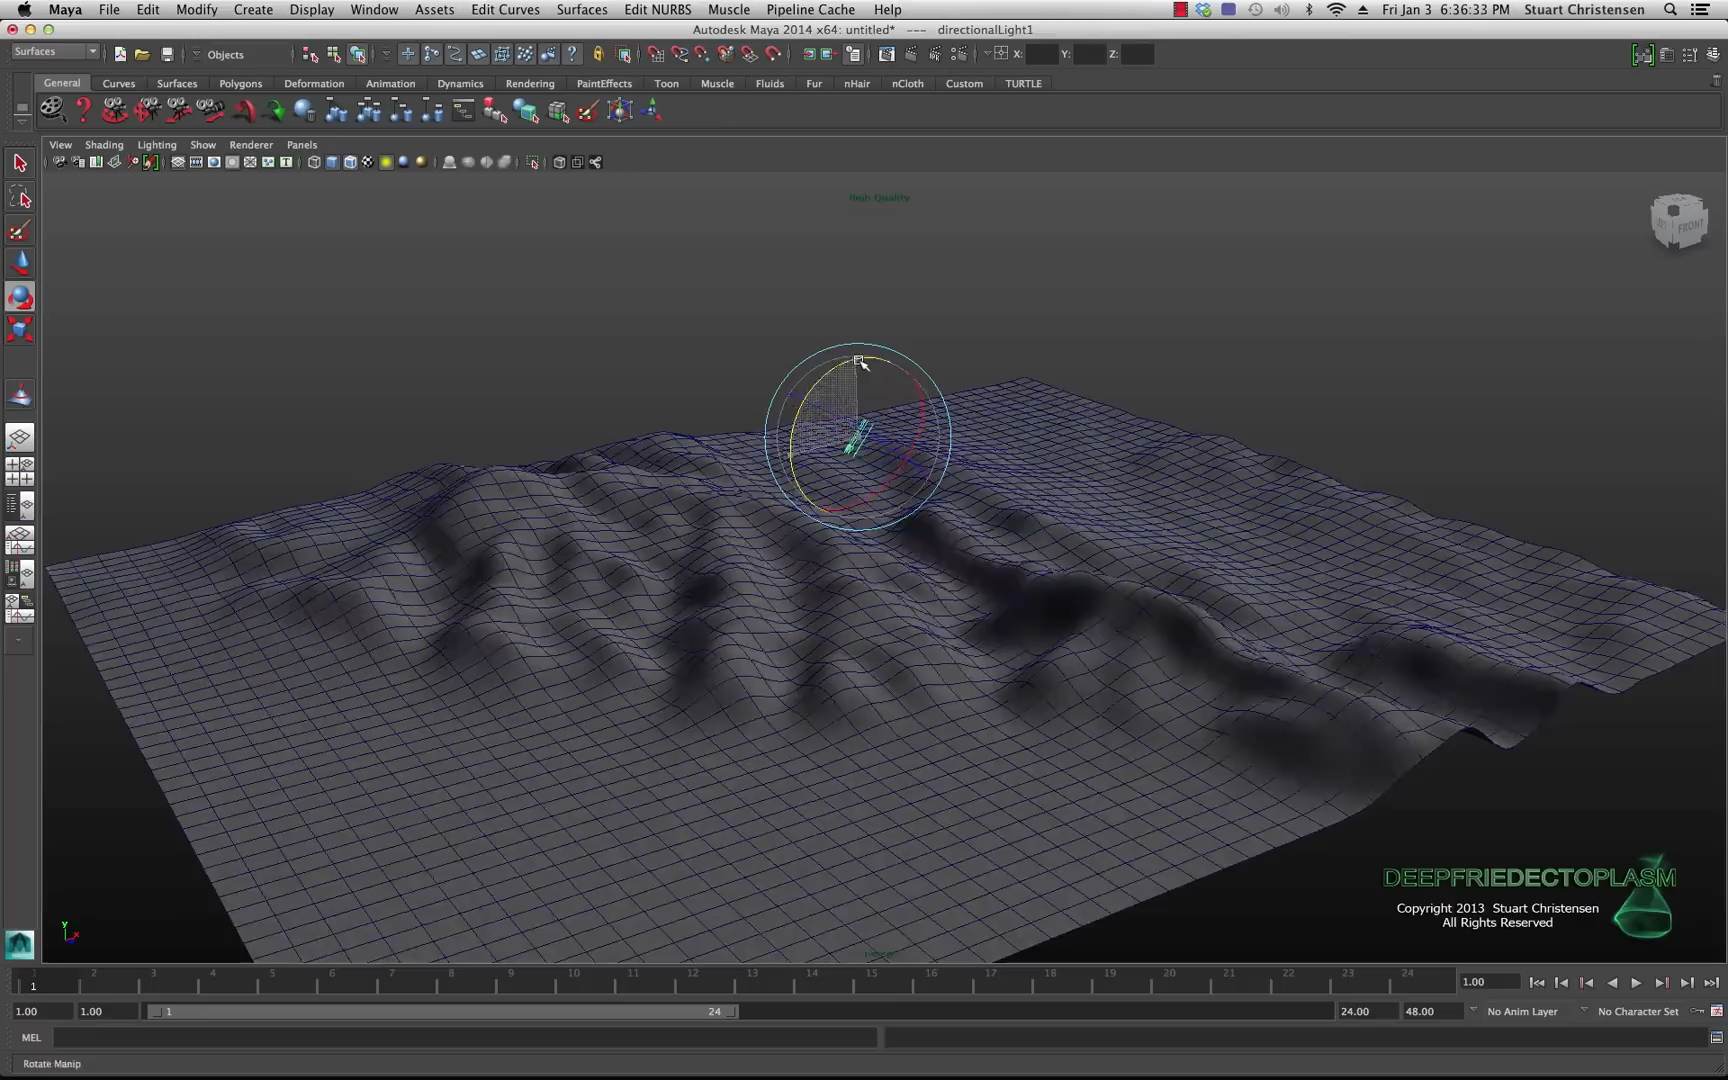 Maya File Edit Modify Create Display Window Assets Edit Curves Surfaces Edit NURBS Muscle Pipeline Cache Help Fri Jan 3 6:36:33 PM Stuart Christensen
Autodesk Maya 2014 x64: untitled* --- directionalLight1
Surfaces Objects X: Y: Z:
General Curves Surfaces Polygons Deformation Animation Dynamics Rendering PaintEffects Toon Muscle Fluids Fur nHair nCloth Custom TURTLE
View Shading Lighting Show Renderer Panels
High Quality
FRONT
DEEPFRIEDECTOPLASM
Copyright 2013 Stuart Christensen
All Rights Reserved
y
x
persp
1 2 3 4 5 6 7 8 9 10 11 12 13 14 15 16 17 18 19 20 21 22 23 24
1 1.00
1.00 1.00 1 24 24.00 48.00 No Anim Layer No Character Set
MEL
Rotate Manip